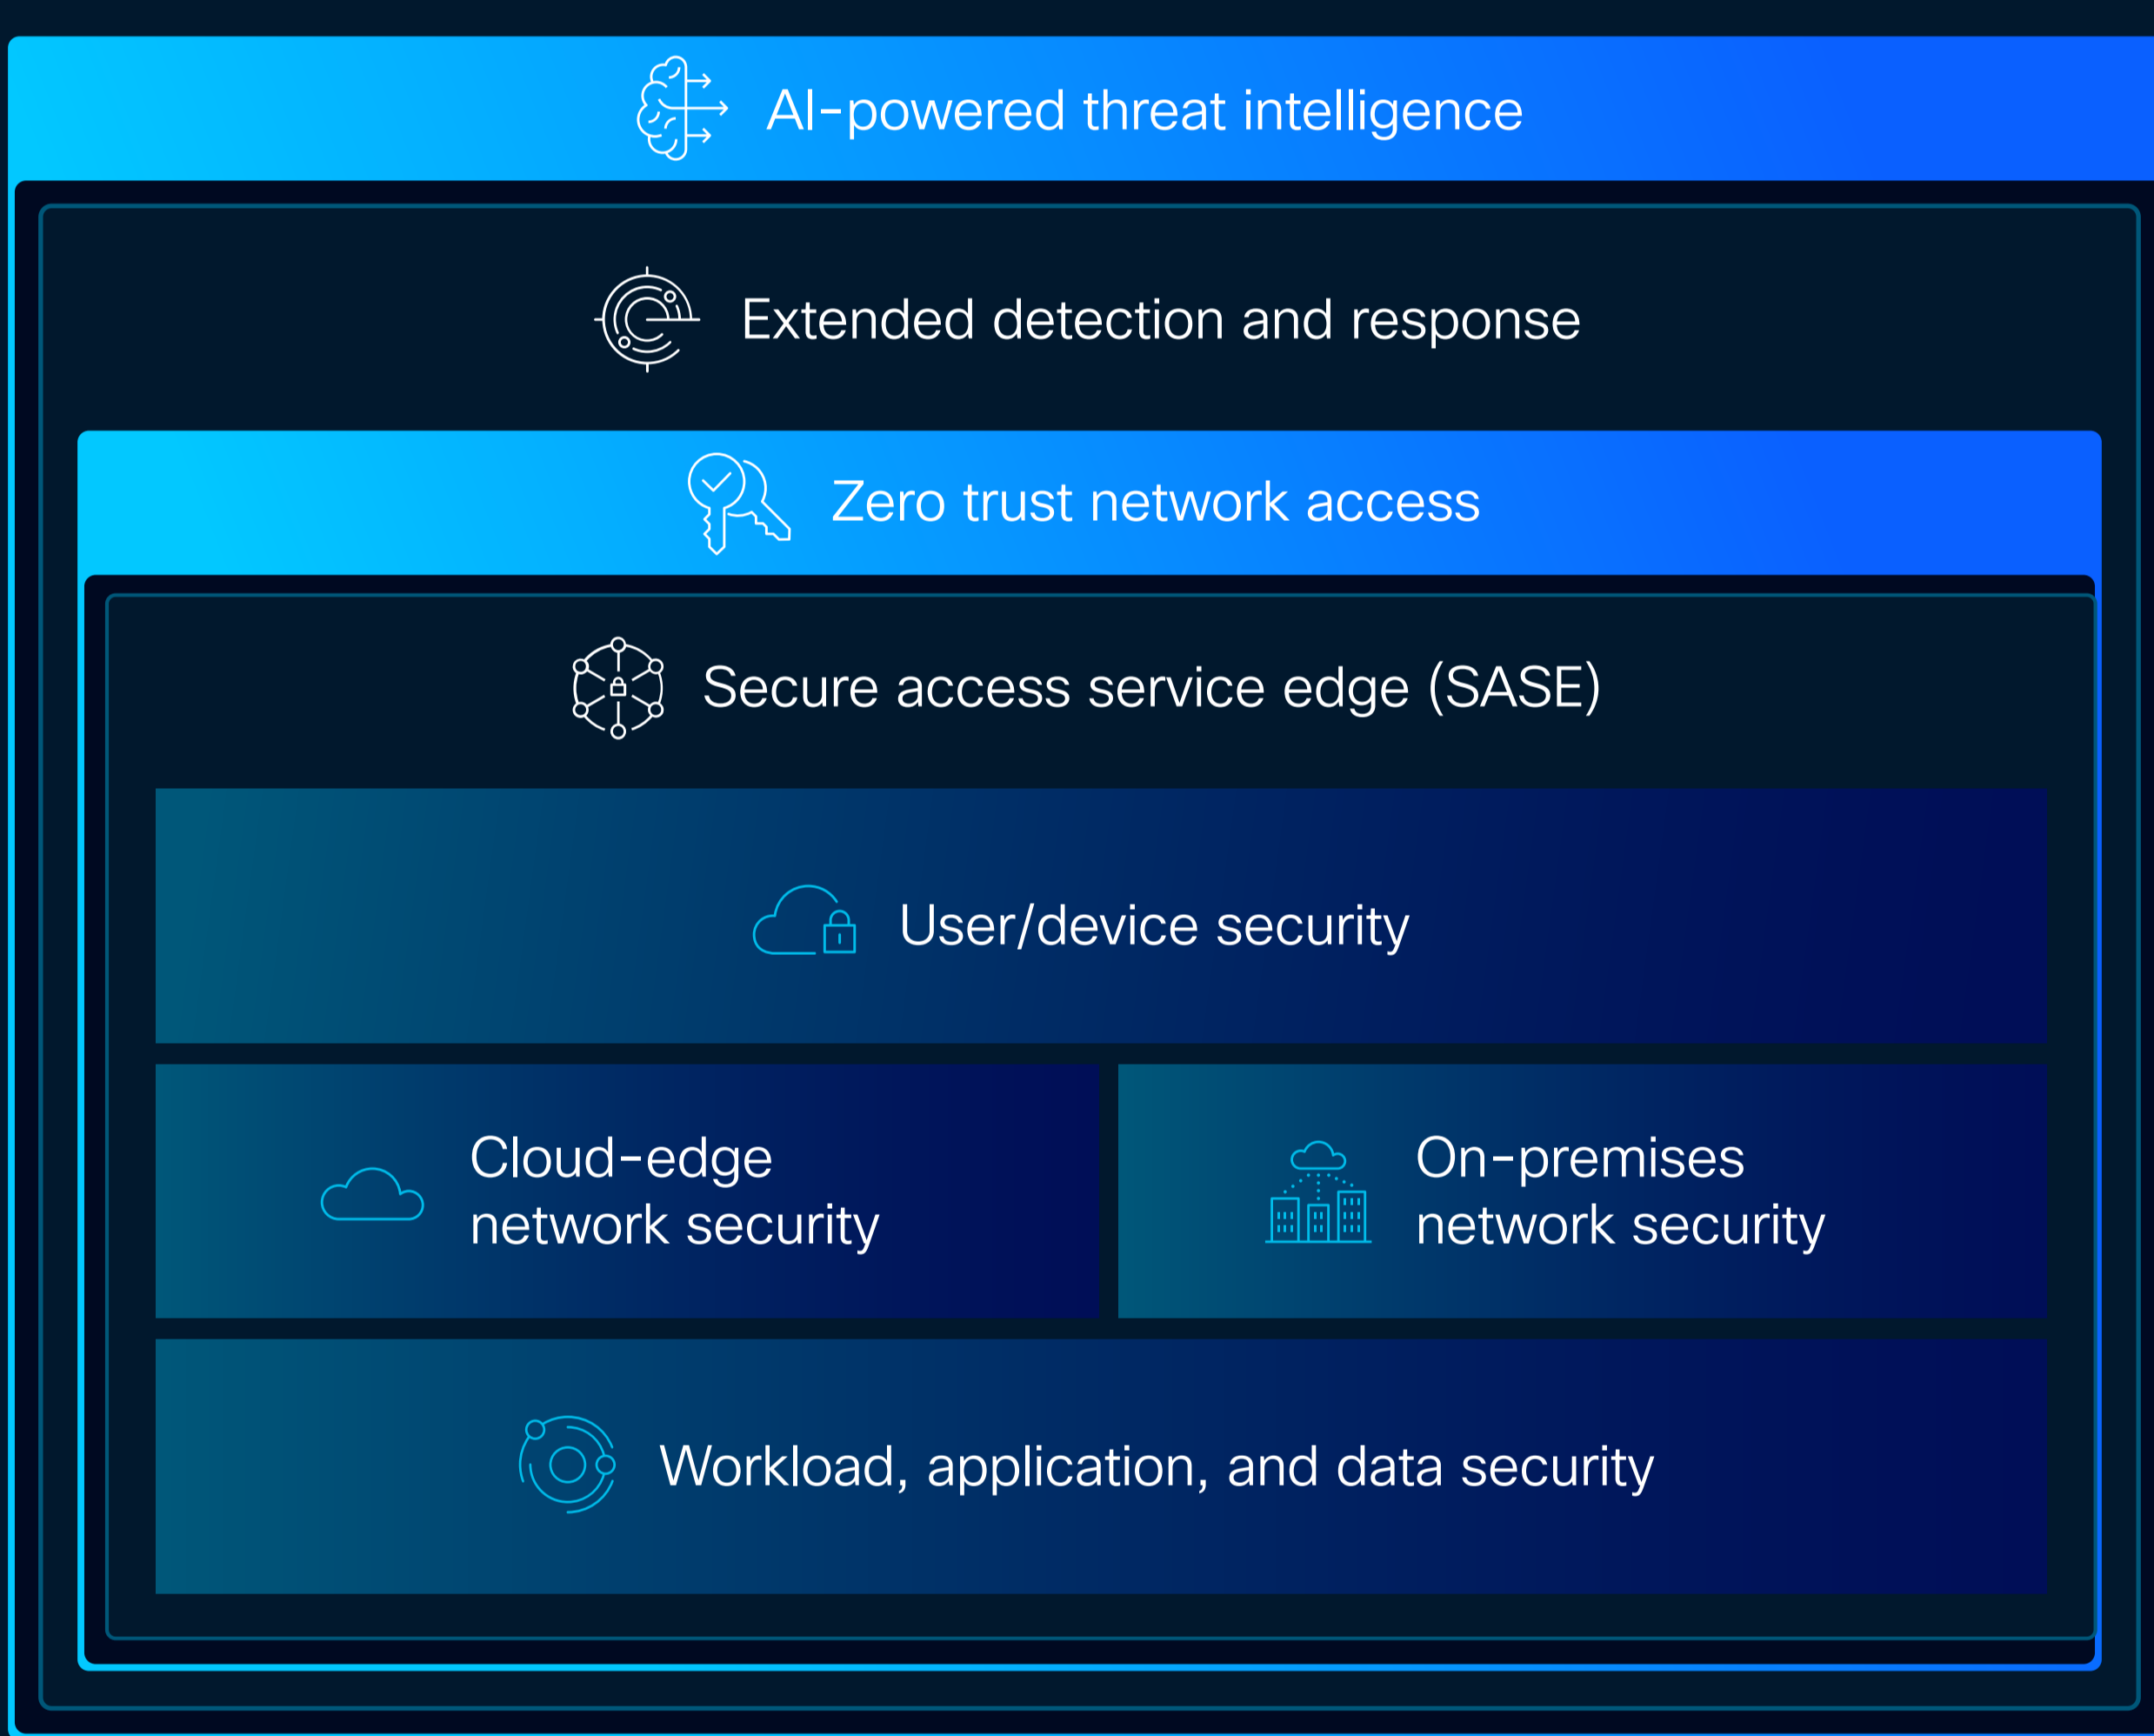 AI-powered threat intelligence
Extended detection and response
Zero trust network access
Secure access service edge (SASE)
User/device security
Cloud-edge
network security
On-premises
network security
Workload, application, and data security